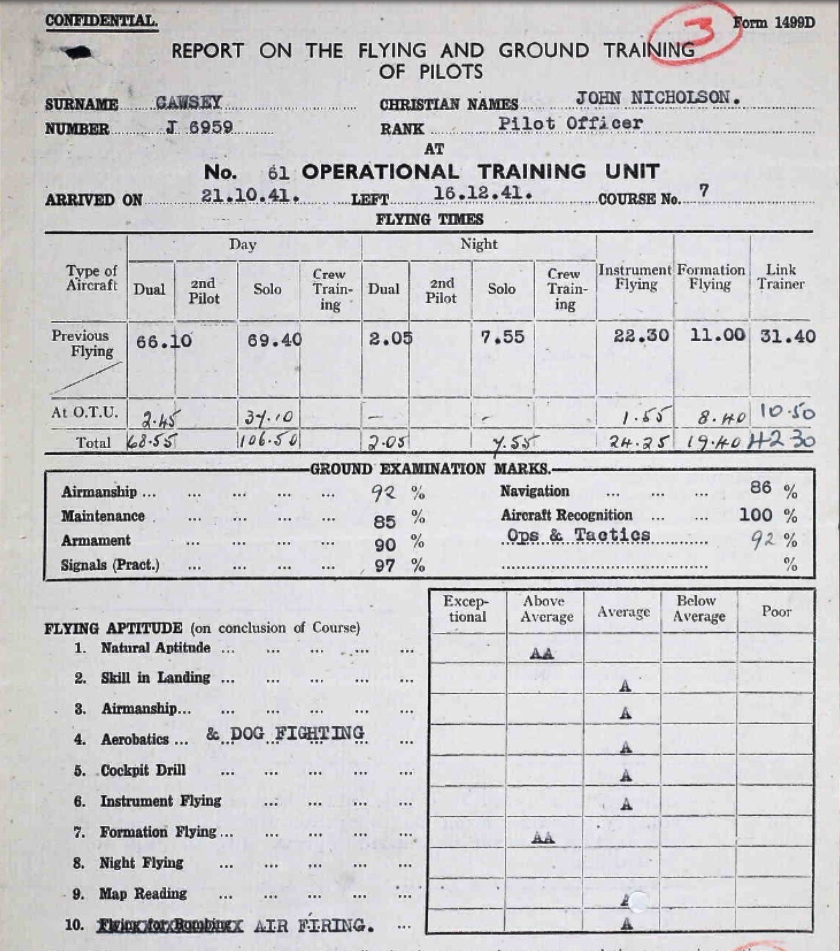 CONFIDENTIAL.
3
Form 1499D
REPORT ON THE FLYING AND GROUND TRAINING
OF PILOTS
SURNAME GAWSEY CHRISTIAN NAMES JOHN NICHOLSON.
NUMBER J 6959 RANK Pilot Officer
AT
No. 61 OPERATIONAL TRAINING UNIT
ARRIVED ON 21.10.41. LEFT 16.12.41. COURSE No. 7
FLYING TIMES
Day Night
Type of Aircraft Dual 2nd Pilot Solo Crew Train-ing Dual 2nd Pilot Solo Crew Train-ing Instrument Flying Formation Flying Link Trainer
Previous Flying 66.10 69.40 2.05 7.55 22.30 11.00 31.40
At O.T.U. 2.45 37.10 — - 1.55 8.40 10.50
Total 68.55 106.50 2.05 7.55 24.25 19.40 42 30
GROUND EXAMINATION MARKS.
Airmanship ... ... ... ... ... 92 % Navigation ... ... ... 86 %
Maintenance ... ... ... ... 85 % Aircraft Recognition ... ... 100 %
Armament ... ... ... ... 90 % Ops & Tactics 92 %
Signals (Pract.) ... ... ... ... 97 % %
Excep-tional Above Average Average Below Average Poor
FLYING APTITUDE (on conclusion of Course)
1. Natural Aptitude ... ... ... ... ... AA
2. Skill in Landing ... ... ... ... ... A
3. Airmanship... ... ... ... ... A
4. Aerobatics ... & DOG FIGHTING ... A
5. Cockpit Drill ... ... ... ... ... A
6. Instrument Flying ... ... ... ... A
7. Formation Flying... ... ... ... ... AA
8. Night Flying ... ... ... ... ...
9. Map Reading ... ... ... ... ... A
10. Flying for Bombing AIR FIRING. ... A